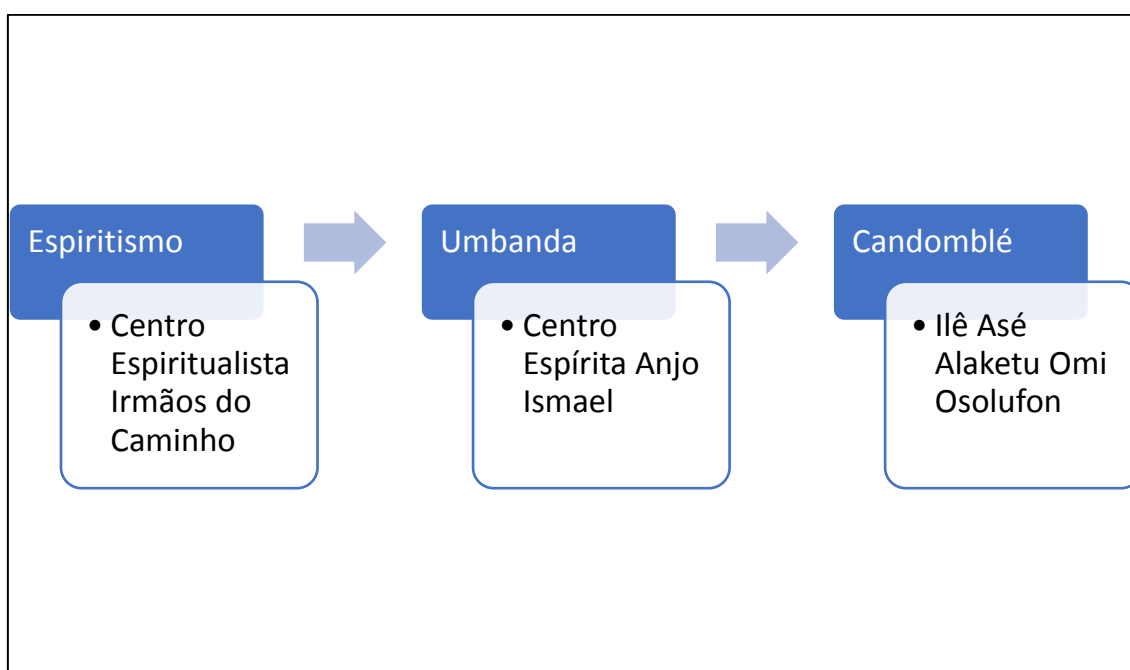 Espiritismo
• Centro
Espiritualista
Irmãos do
Caminho
Umbanda
• Centro
Espírita Anjo
Ismael
Candomblé
• Ilê Asé
Alaketu Omi
Osolufon